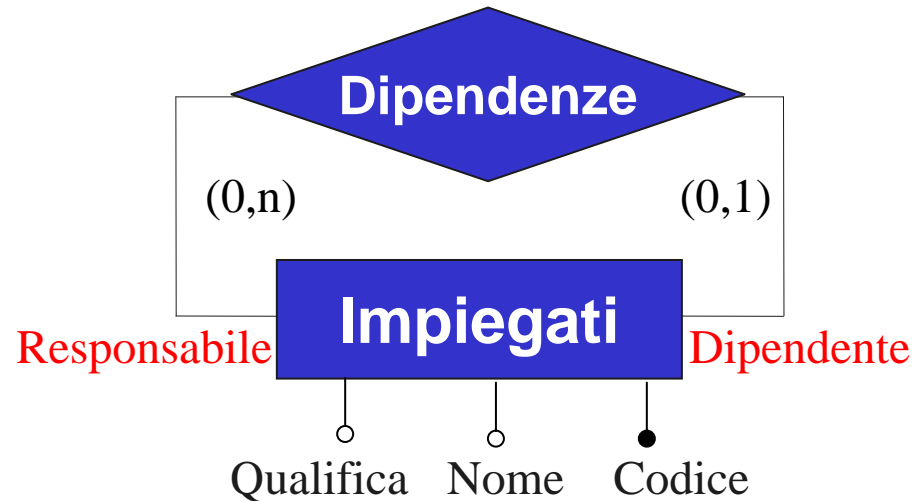 Dipendenze
(0,n) (0,1)
Impiegati
Responsabile Dipendente
Qualifica Nome Codice